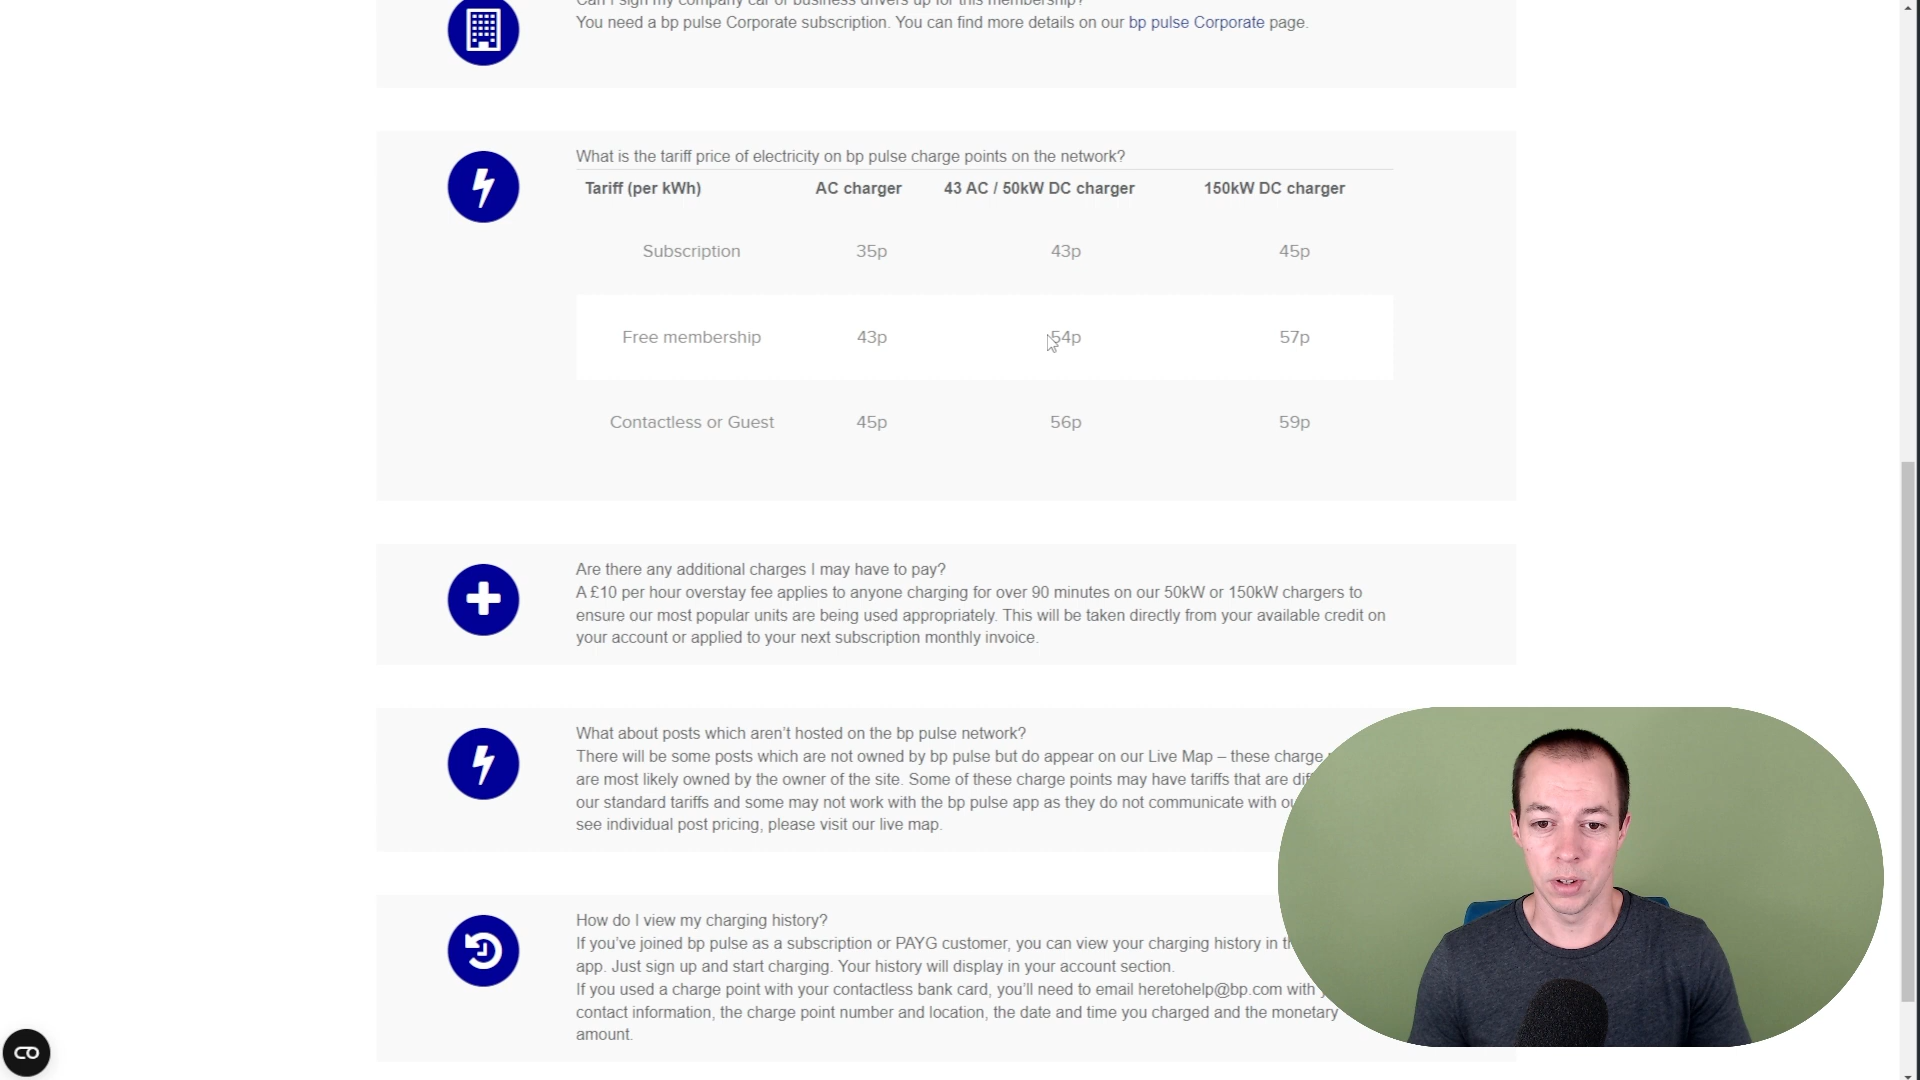 Can I sign my company car or business drivers up for this membership?
You need a bp pulse Corporate subscription. You can find more details on our bp pulse Corporate page.
What is the tariff price of electricity on bp pulse charge points on the network?
Tariff (per kWh) AC charger 43 AC / 50kW DC charger 150kW DC charger
Subscription 35p 43p 45p
Free membership 43p 54p 57p
Contactless or Guest 45p 56p 59p
Are there any additional charges I may have to pay?
A £10 per hour overstay fee applies to anyone charging for over 90 minutes on our 50kW or 150kW chargers to
ensure our most popular units are being used appropriately. This will be taken directly from your available credit on
your account or applied to your next subscription monthly invoice.
What about posts which aren’t hosted on the bp pulse network?
There will be some posts which are not owned by bp pulse but do appear on our Live Map – these charge
are most likely owned by the owner of the site. Some of these charge points may have tariffs that are
our standard tariffs and some may not work with the bp pulse app as they do not communicate with
see individual post pricing, please visit our live map.
How do I view my charging history?
If you’ve joined bp pulse as a subscription or PAYG customer, you can view your charging history in
app. Just sign up and start charging. Your history will display in your account section.
If you used a charge point with your contactless bank card, you’ll need to email heretohelp@bp.com with
contact information, the charge point number and location, the date and time you charged and the monetary
amount.